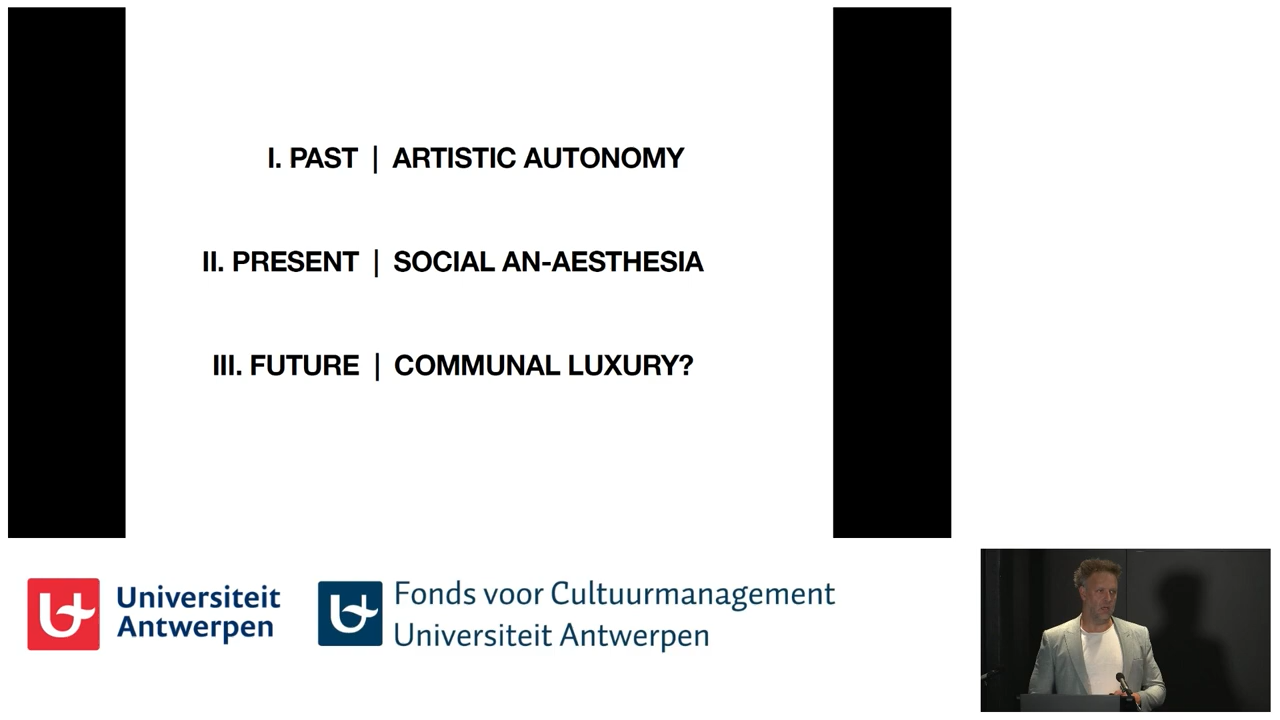 I. PAST | ARTISTIC AUTONOMY
II. PRESENT | SOCIAL AN-AESTHESIA
III. FUTURE | COMMUNAL LUXURY?
Universiteit
Antwerpen
Fonds voor Cultuurmanagement
Universiteit Antwerpen